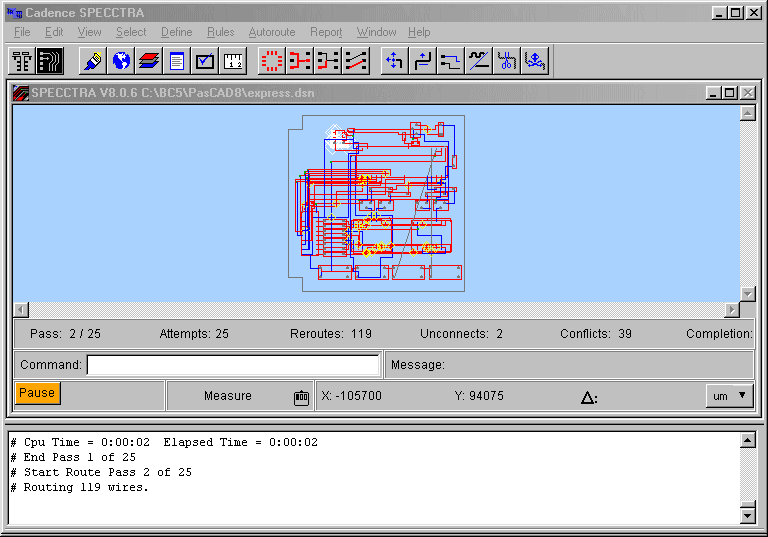 Cadence SPECCTRA
File Edit View Select Define Rules Autoroute Report Window Help
1 2
SPECCTRA V8.0.6 C:\BC5\PasCAD8\express.dsn
Pass: 2 / 25 Attempts: 25 Reroutes: 119 Unconnects: 2 Conflicts: 39 Completion:
Command: Message:
Pause Measure X: -105700 Y: 94075 Δ: um
# Cpu Time = 0:00:02 Elapsed Time = 0:00:02
# End Pass 1 of 25
# Start Route Pass 2 of 25
# Routing 119 wires.